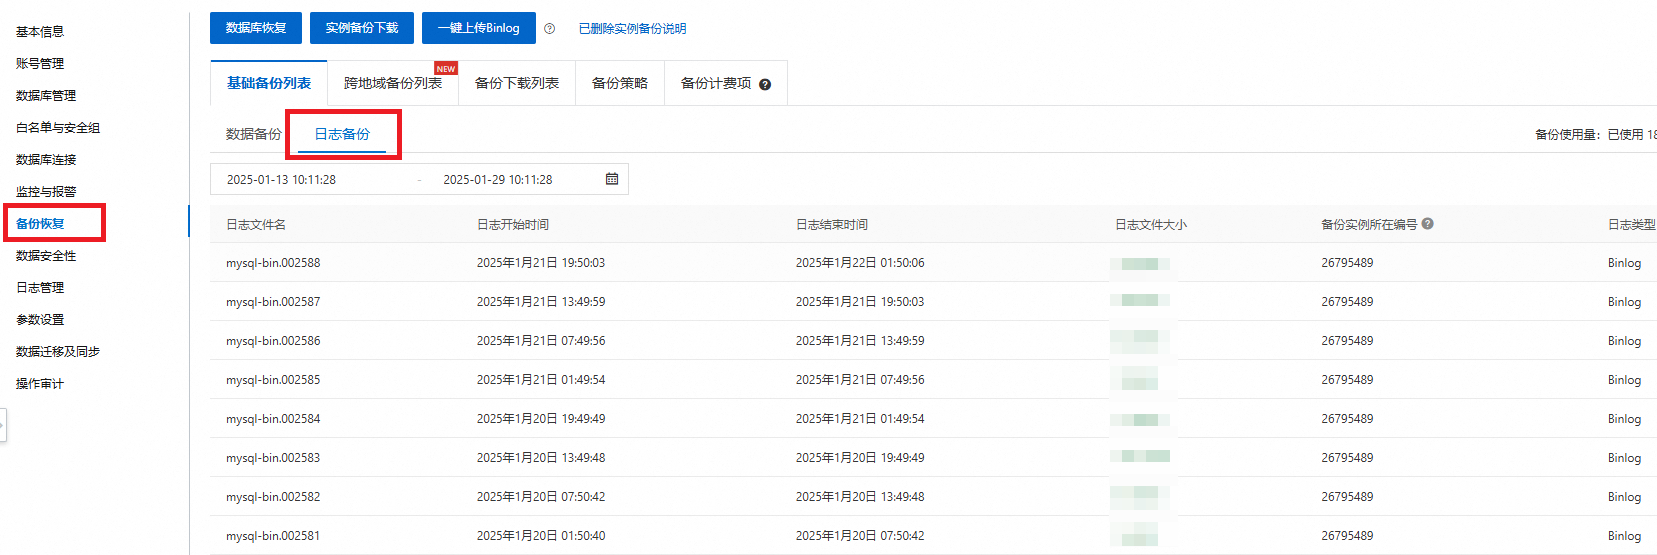 基本信息
账号管理
数据库管理
白名单与安全组
数据库连接
监控与报警
备份恢复
数据安全性
日志管理
参数设置
数据迁移及同步
操作审计
数据库恢复 实例备份下载 一键上传Binlog ? 已删除实例备份说明
基础备份列表 跨地域备份列表 NEW 备份下载列表 备份策略 备份计费项 ?
数据备份 日志备份 备份使用量: 已使用 18
2025-01-13 10:11:28 - 2025-01-29 10:11:28
日志文件名 日志开始时间 日志结束时间 日志文件大小 备份实例所在编号 ? 日志类型
mysql-bin.002588 2025年1月21日 19:50:03 2025年1月22日 01:50:06 26795489 Binlog
mysql-bin.002587 2025年1月21日 13:49:59 2025年1月21日 19:50:03 26795489 Binlog
mysql-bin.002586 2025年1月21日 07:49:56 2025年1月21日 13:49:59 26795489 Binlog
mysql-bin.002585 2025年1月21日 01:49:54 2025年1月21日 07:49:56 26795489 Binlog
mysql-bin.002584 2025年1月20日 19:49:49 2025年1月21日 01:49:54 26795489 Binlog
mysql-bin.002583 2025年1月20日 13:49:48 2025年1月20日 19:49:49 26795489 Binlog
mysql-bin.002582 2025年1月20日 07:50:42 2025年1月20日 13:49:48 26795489 Binlog
mysql-bin.002581 2025年1月20日 01:50:40 2025年1月20日 07:50:42 26795489 Binlog